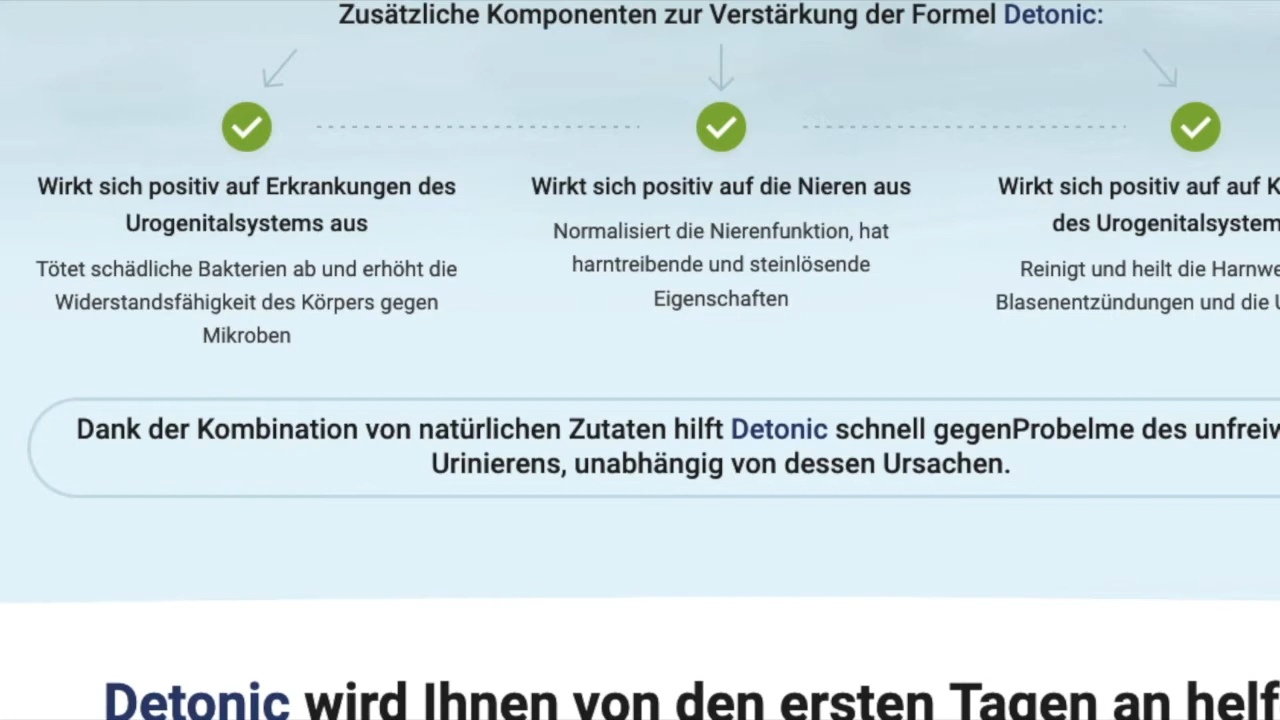 Zusätzliche Komponenten zur Verstärkung der Formel Detonic:
Wirkt sich positiv auf Erkrankungen des
Urogenitalsystems aus
Tötet schädliche Bakterien ab und erhöht die
Widerstandsfähigkeit des Körpers gegen
Mikroben
Wirkt sich positiv auf die Nieren aus
Normalisiert die Nierenfunktion, hat
harntreibende und steinlösende
Eigenschaften
Wirkt sich positiv auf auf
des Urogenitalsystem
Reinigt und heilt die
Blasenentzündungen und die
Dank der Kombination von natürlichen Zutaten hilft Detonic schnell gegenProbelme des
Urinierens, unabhängig von dessen Ursachen.
Detonic wird Ihnen von den ersten Tagen an